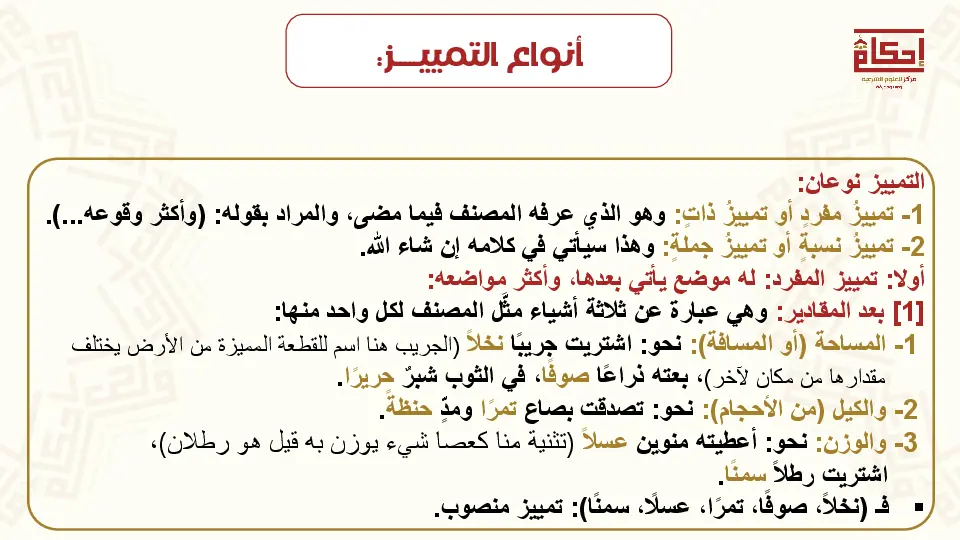 أنواع التمييـــز:
إحكام
مركز للعلوم الشرعية
التمييز نوعان:
1- تمييزُ مفردٍ أو تمييزُ ذاتٍ: وهو الذي عرفه المصنف فيما مضى، والمراد بقوله: (وأكثر وقوعه...).
2- تمييزُ نسبةٍ أو تمييزُ جملةٍ: وهذا سيأتي في كلامه إن شاء الله.
أولا: تمييز المفرد: له موضع يأتي بعدها، وأكثر مواضعه:
[1] بعد المقادير: وهي عبارة عن ثلاثة أشياء مثَّل المصنف لكل واحد منها:
1- المساحة (أو المسافة): نحو: اشتريت جريبًا نخلاً (الجريب هنا اسم للقطعة المميزة من الأرض يختلف
مقدارها من مكان لآخر)، بعته ذراعًا صوفًا، في الثوب شبرٌ حريرًا.
2- والكيل (من الأحجام): نحو: تصدقت بصاع تمرًا ومدٍّ حنظةً.
3- والوزن: نحو: أعطيته منوين عسلاً (تثنية منا كعصا شيء يوزن به قيل هو رطلان)،
اشتريت رطلاً سمنًا.
▪ فـ (نخلاً، صوفًا، تمرًا، عسلًا، سمنًا): تمييز منصوب.